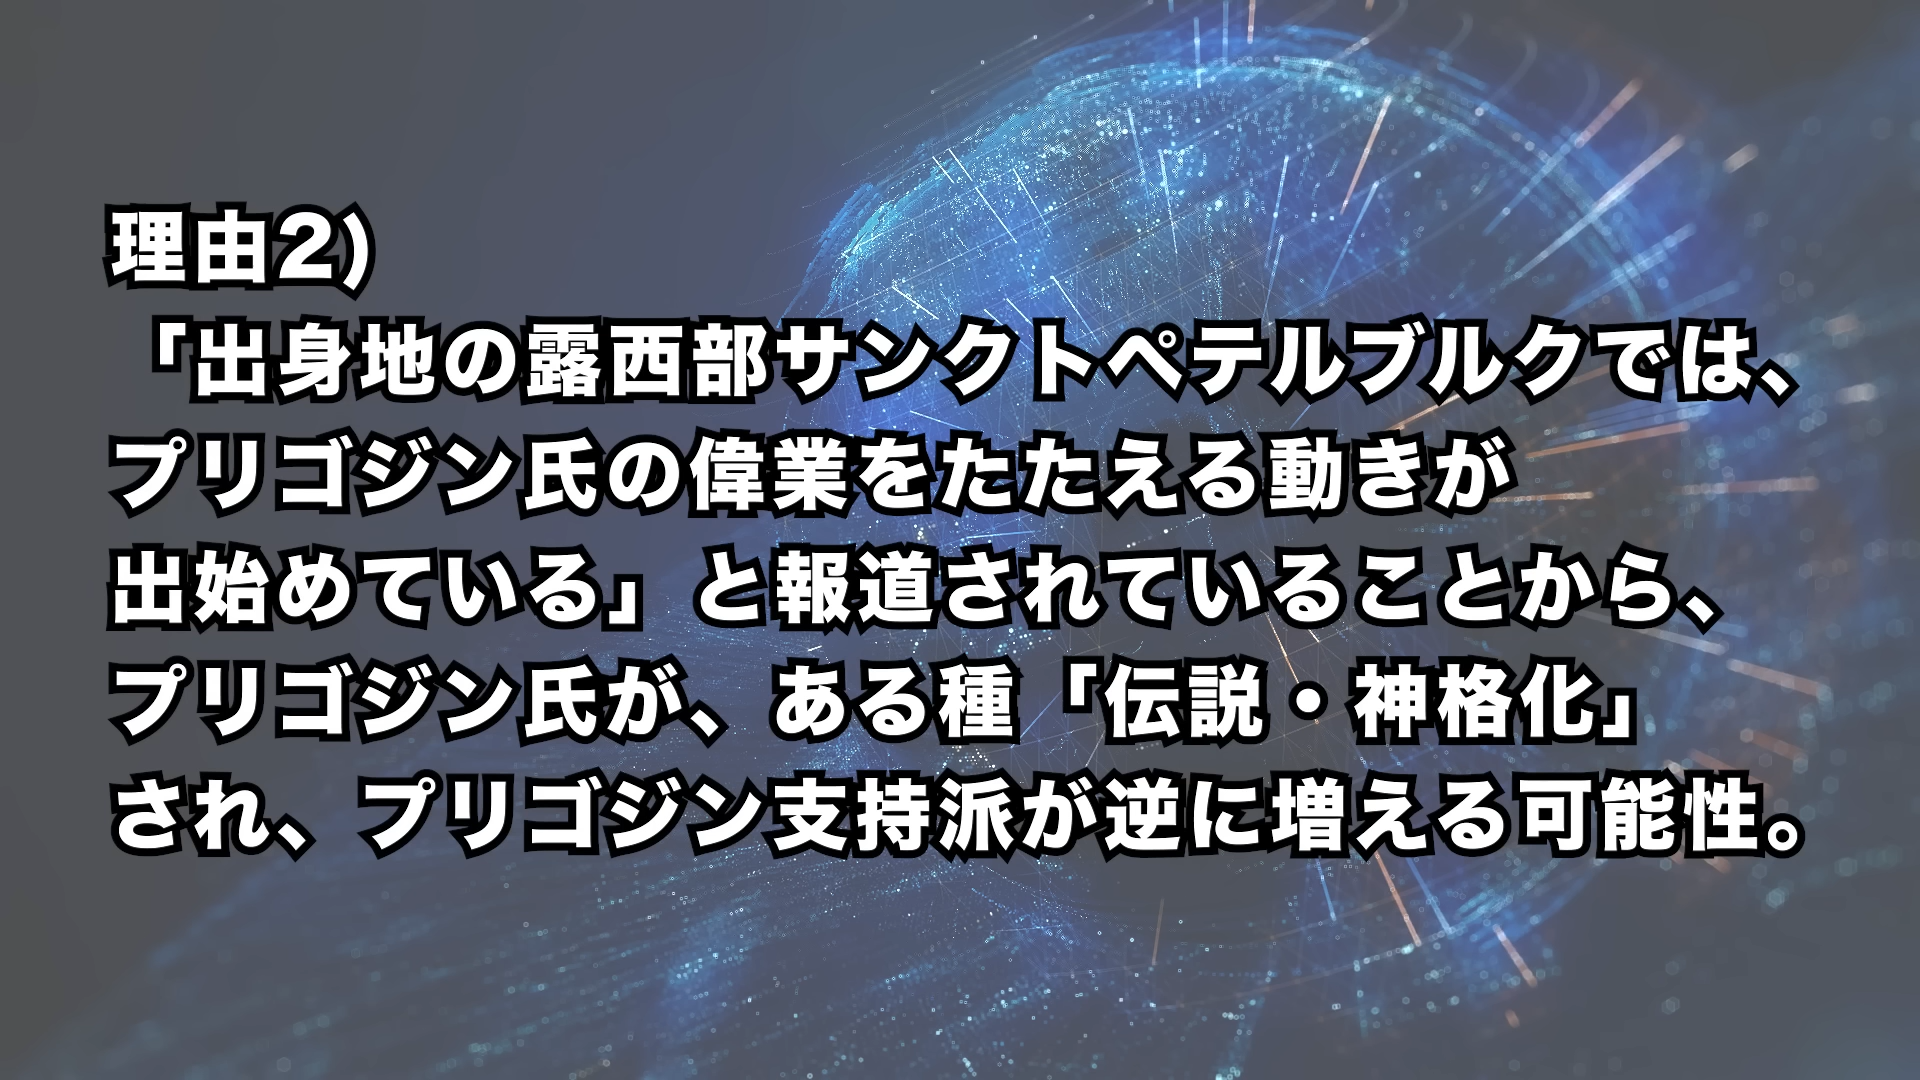 理由2)
「出身地の露西部サンクトペテルブルクでは、
プリゴジン氏の偉業をたたえる動きが
出始めている」と報道されていることから、
プリゴジン氏が、ある種「伝説・神格化」
され、プリゴジン支持派が逆に増える可能性。